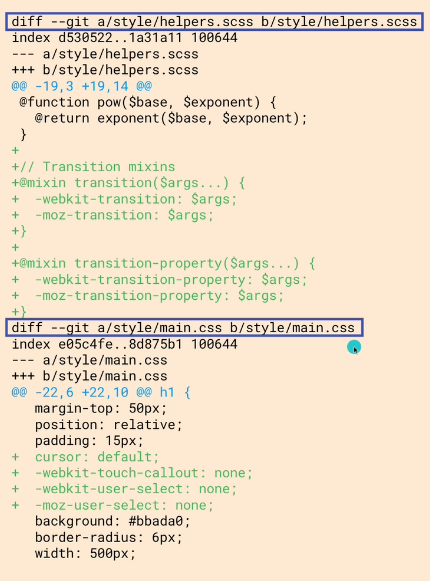 diff --git a/style/helpers.scss b/style/helpers.scss
index d530522..1a31a11 100644
--- a/style/helpers.scss
+++ b/style/helpers.scss
@@ -19,3 +19,14 @@
 @function pow($base, $exponent) {
   @return exponent($base, $exponent);
 }
+
+// Transition mixins
+@mixin transition($args...) {
+  -webkit-transition: $args;
+  -moz-transition: $args;
+}
+
+@mixin transition-property($args...) {
+  -webkit-transition-property: $args;
+  -moz-transition-property: $args;
+}
diff --git a/style/main.css b/style/main.css
index e05c4fe..8d875b1 100644
--- a/style/main.css
+++ b/style/main.css
@@ -22,6 +22,10 @@ h1 {
   margin-top: 50px;
   position: relative;
   padding: 15px;
+  cursor: default;
+  -webkit-touch-callout: none;
+  -webkit-user-select: none;
+  -moz-user-select: none;
   background: #bbada0;
   border-radius: 6px;
   width: 500px;